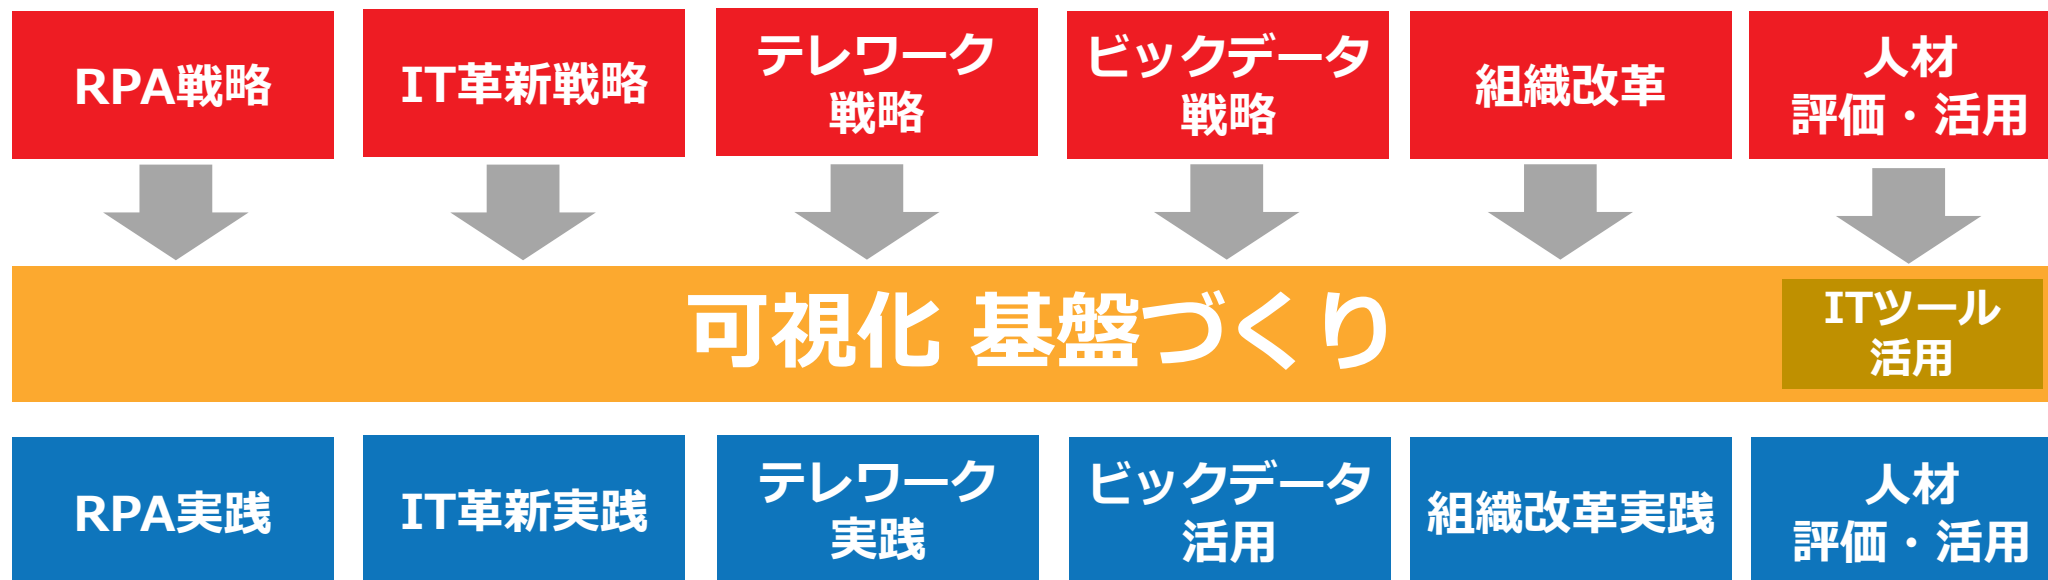 RPA戦略
IT革新戦略
テレワーク
戦略
ビックデータ
戦略
組織改革
人材
評価・活用
可視化 基盤づくり
ITツール
活用
RPA実践
IT革新実践
テレワーク
実践
ビックデータ
活用
組織改革実践
人材
評価・活用